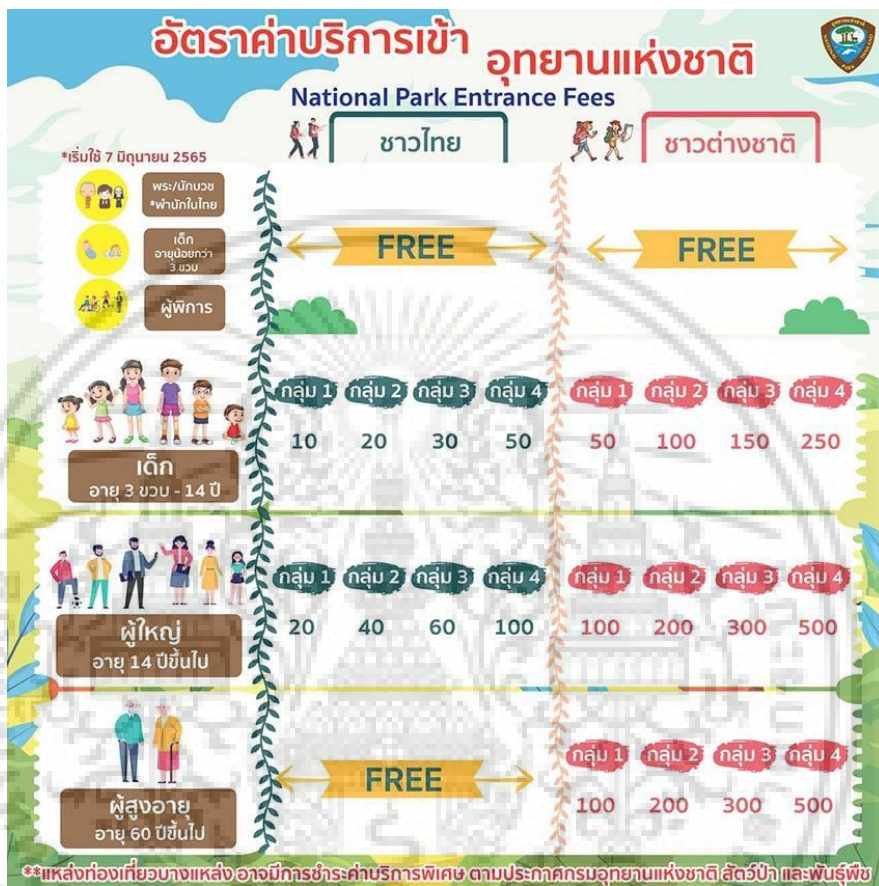 อัตราค่าบริการเข้า
อุทยานแห่งชาติ
National Park Entrance Fees
*เริ่มใช้ 7 มิถุนายน 2565
ชาวไทย
ชาวต่างชาติ
พระ/นักบวช
*พำนักในไทย
เด็ก
อายุน้อยกว่า
3 ขวบ
ผู้พิการ
FREE
FREE
กลุ่ม 1 กลุ่ม 2 กลุ่ม 3 กลุ่ม 4 กลุ่ม 1 กลุ่ม 2 กลุ่ม 3 กลุ่ม 4
10 20 30 50 50 100 150 250
เด็ก
อายุ 3 ขวบ - 14 ปี
กลุ่ม 1 กลุ่ม 2 กลุ่ม 3 กลุ่ม 4 กลุ่ม 1 กลุ่ม 2 กลุ่ม 3 กลุ่ม 4
20 40 60 100 100 200 300 500
ผู้ใหญ่
อายุ 14 ปีขึ้นไป
FREE
กลุ่ม 1 กลุ่ม 2 กลุ่ม 3 กลุ่ม 4
100 200 300 500
ผู้สูงอายุ
อายุ 60 ปีขึ้นไป
**แหล่งท่องเที่ยวบางแหล่ง อาจมีการชำระค่าบริการพิเศษ ตามประกาศกรมอุทยานแห่งชาติ สัตว์ป่า และพันธุ์พืช